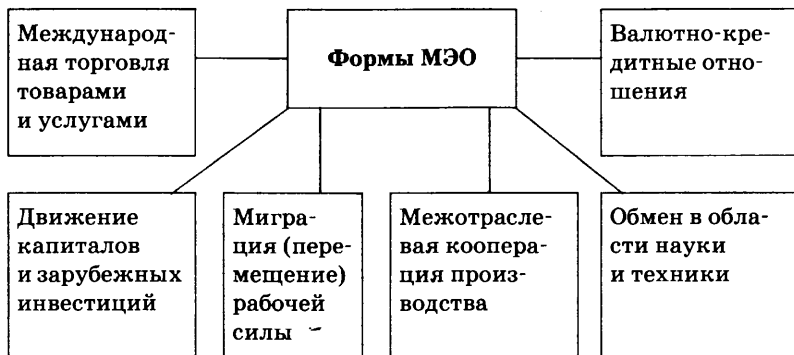 Международ-
ная торговля
товарами
и услугами
Формы МЭО
Валютно-кре-
дитные отно-
шения
Движение
капиталов
и зарубежных
инвестиций
Мигра-
ция (пере-
мещение)
рабочей
силы
Межотрасле-
вая коопера-
ция произ-
водства
Обмен в обла-
сти науки
и техники